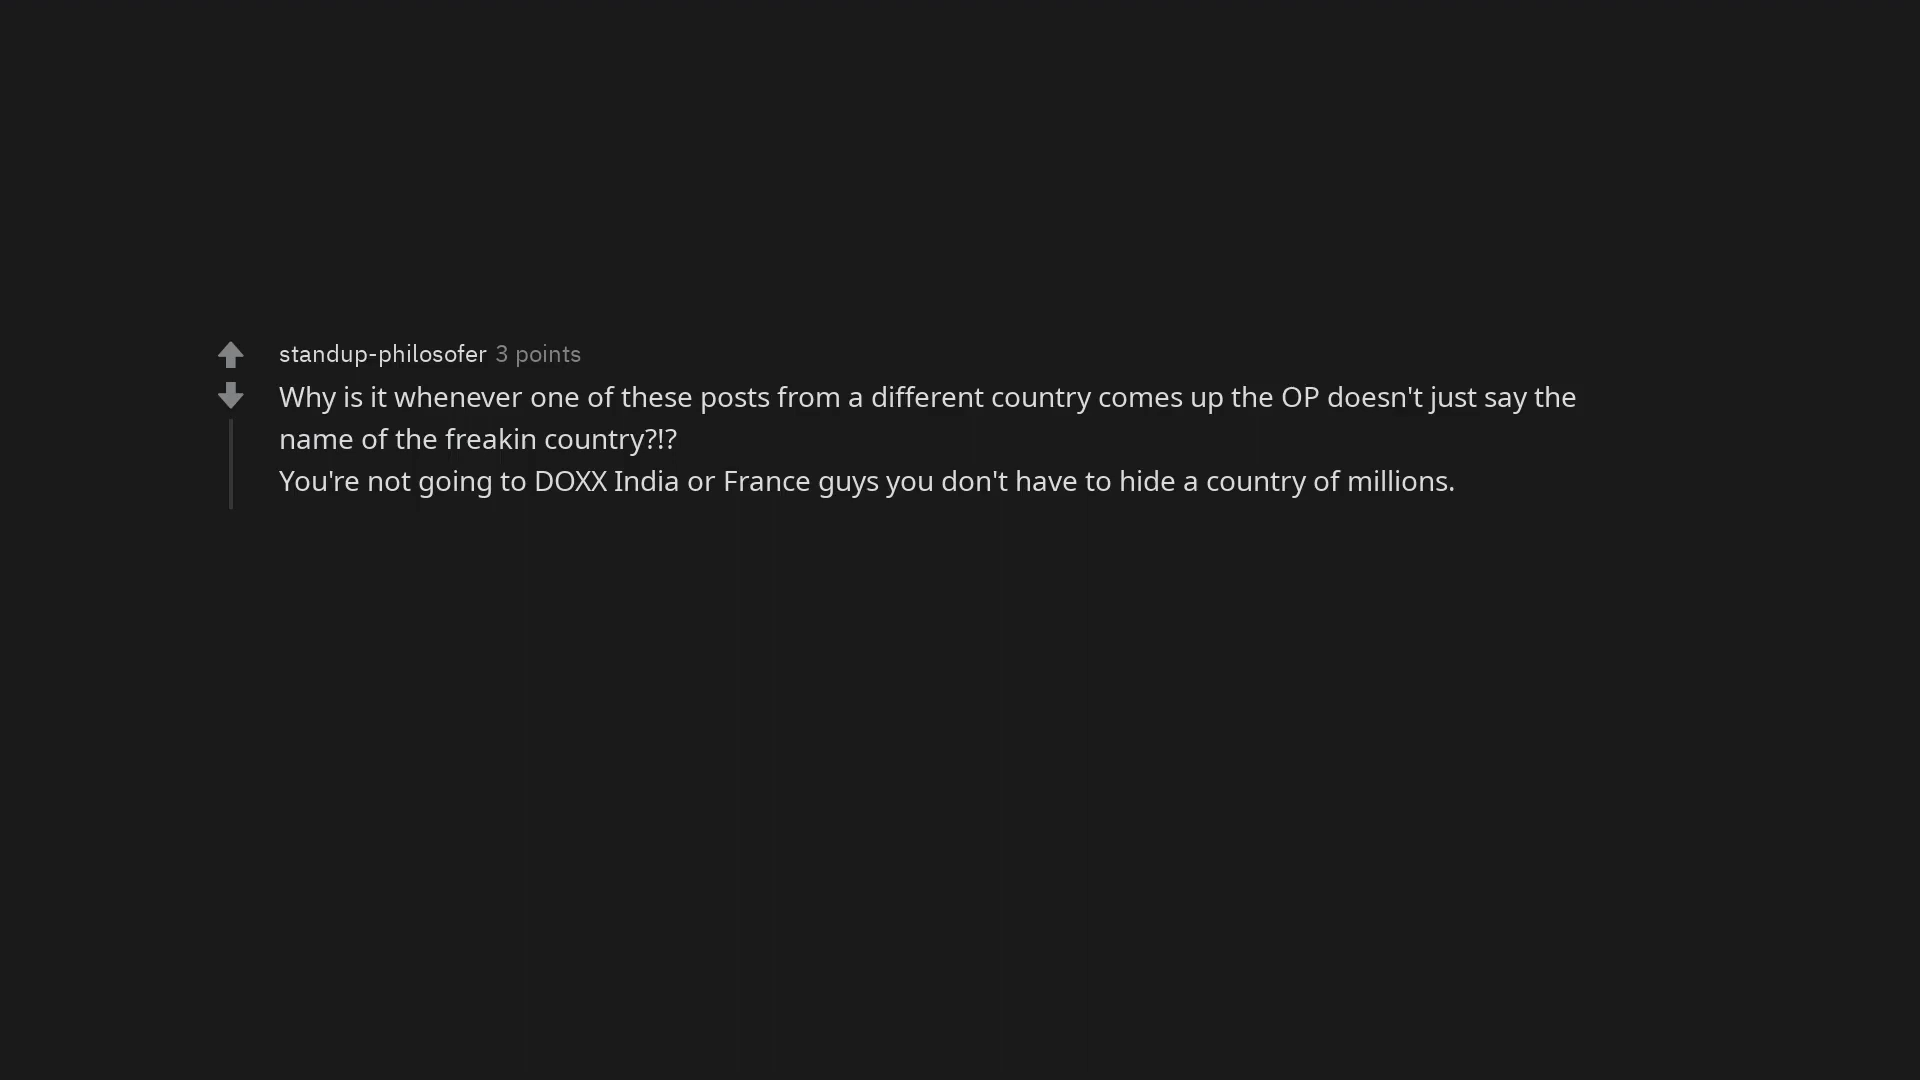 standup-philosofer 3 points
Why is it whenever one of these posts from a different country comes up the OP doesn't just say the
name of the freakin country?!?
You're not going to DOXX India or France guys you don't have to hide a country of millions.